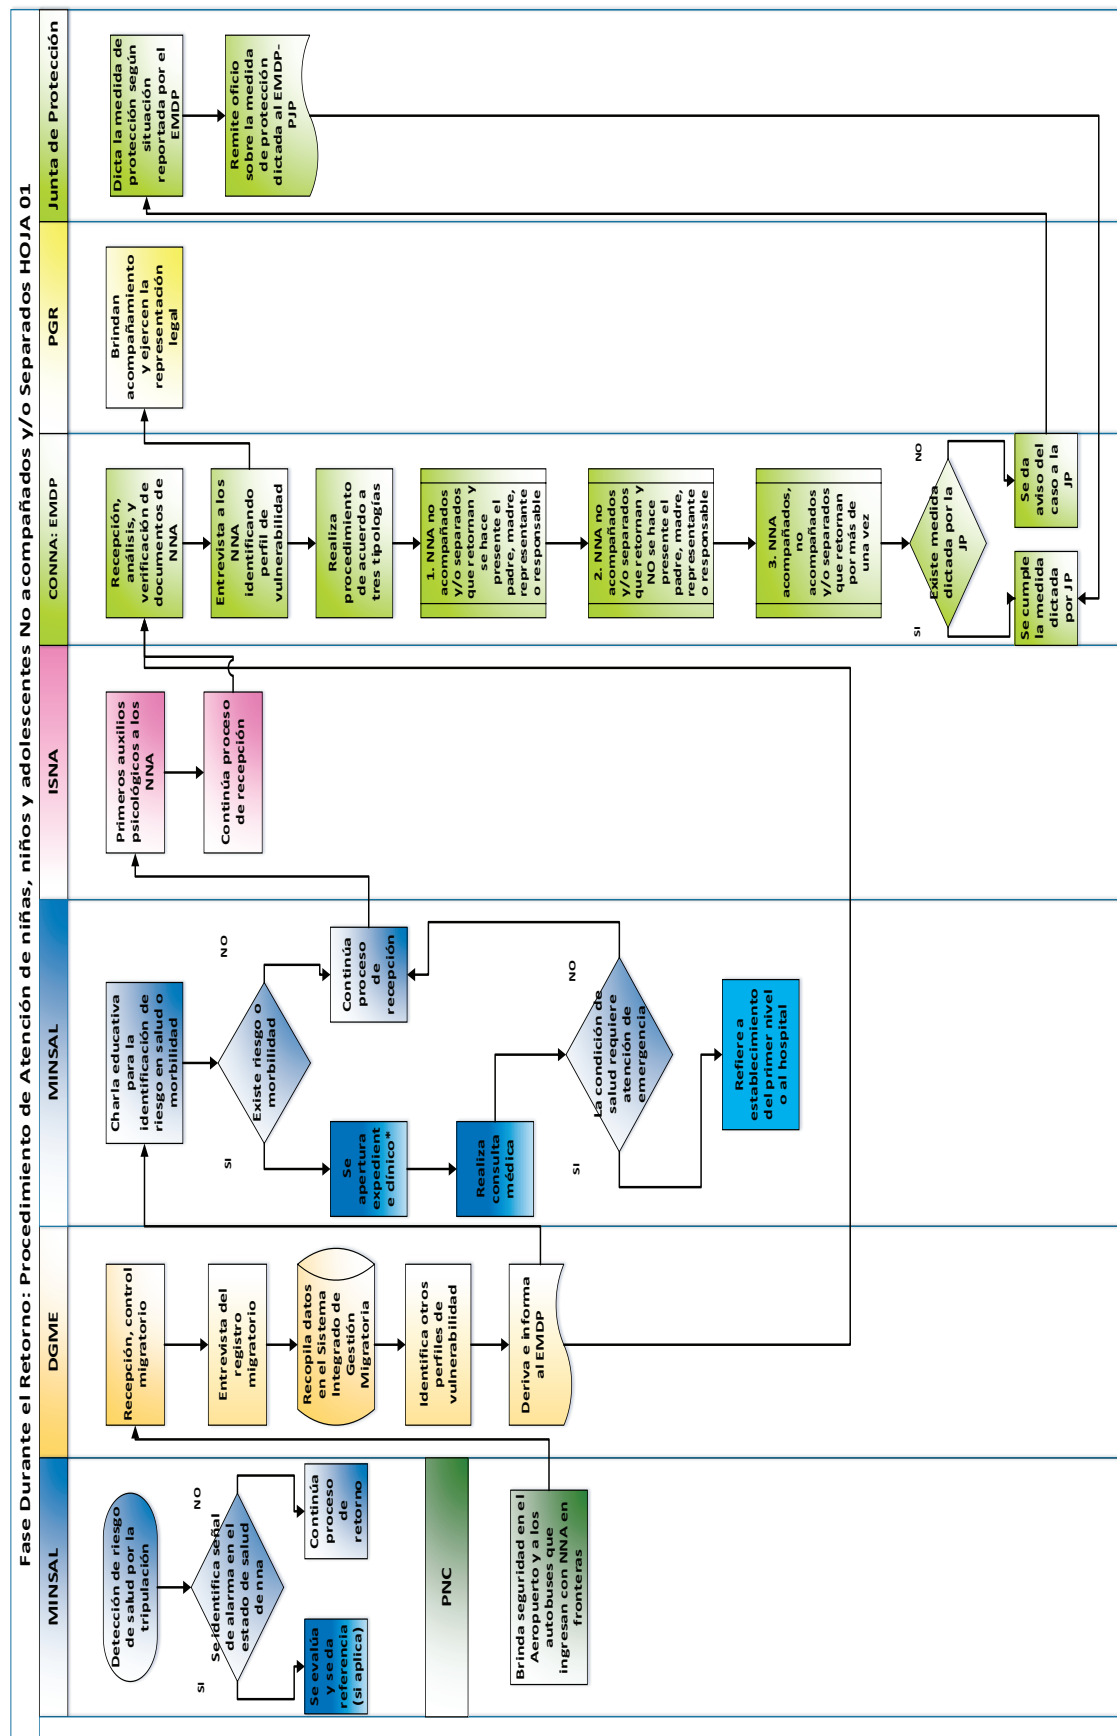 Fase Durante el Retorno: Procedimiento de Atención de niñas, niños y adolescentes No acompañados y/o Separados HOJA 01
MINSAL
Detección de riesgo
de salud por la
tripulación
Se identifica señal
de alarma en el
estado de salud
de nna
SI
NO
Se evalúa
y se da
referencia
(si aplica)
Continúa
proceso
de
retorno
PNC
Brinda seguridad en el
Aeropuerto y a los
autobuses que
ingresan con NNA en
fronteras
DGME
Recepción, control
migratorio
Entrevista del
registro
migratorio
Recopila datos
en el Sistema
Integrado de
Gestión
Migratoria
Identifica otros
perfiles de
vulnerabilidad
Deriva e informa
al EMDP
MINSAL
Charla educativa
para la
identificación de
riesgo en salud o
morbilidad
Existe riesgo o
morbilidad
SI
NO
Se
apertura
expedient
e clínico*
Continúa
proceso
de
recepción
Realiza
consulta
médica
La condición de
salud requiere
atención de
emergencia
SI
NO
Refiere a
establecimiento
del primer nivel
o al hospital
ISNA
Primeros auxilios
psicológicos a los
NNA
Continúa proceso
de recepción
CONNA: EMDP
Recepción,
análisis, y
verificación de
documentos de
NNA
Entrevista a los
NNA
identificando
perfil de
vulnerabilidad
Realiza
procedimiento
de acuerdo a
tres tipologías
1. NNA no
acompañados
y/o separados
que retornan y
se hace
presente el
padre, madre,
representante
o responsable
2. NNA no
acompañados
y/o separados
que retornan y
NO se hace
presente el
padre, madre,
representante
o responsable
3. NNA
acompañados,
no
acompañados
y/o separados
que retornan
por más de
una vez
Existe medida
dictada por la
JP
SI
NO
Se cumple
la medida
dictada
por JP
Se da
aviso del
caso a la
JP
PGR
Brindan
acompañamiento
y ejercen la
representación
legal
Junta de Protección
Dicta la medida de
protección según
situación
reportada por el
EMDP
Remite oficio
sobre la medida
de protección
dictada al EMDP-
PJP